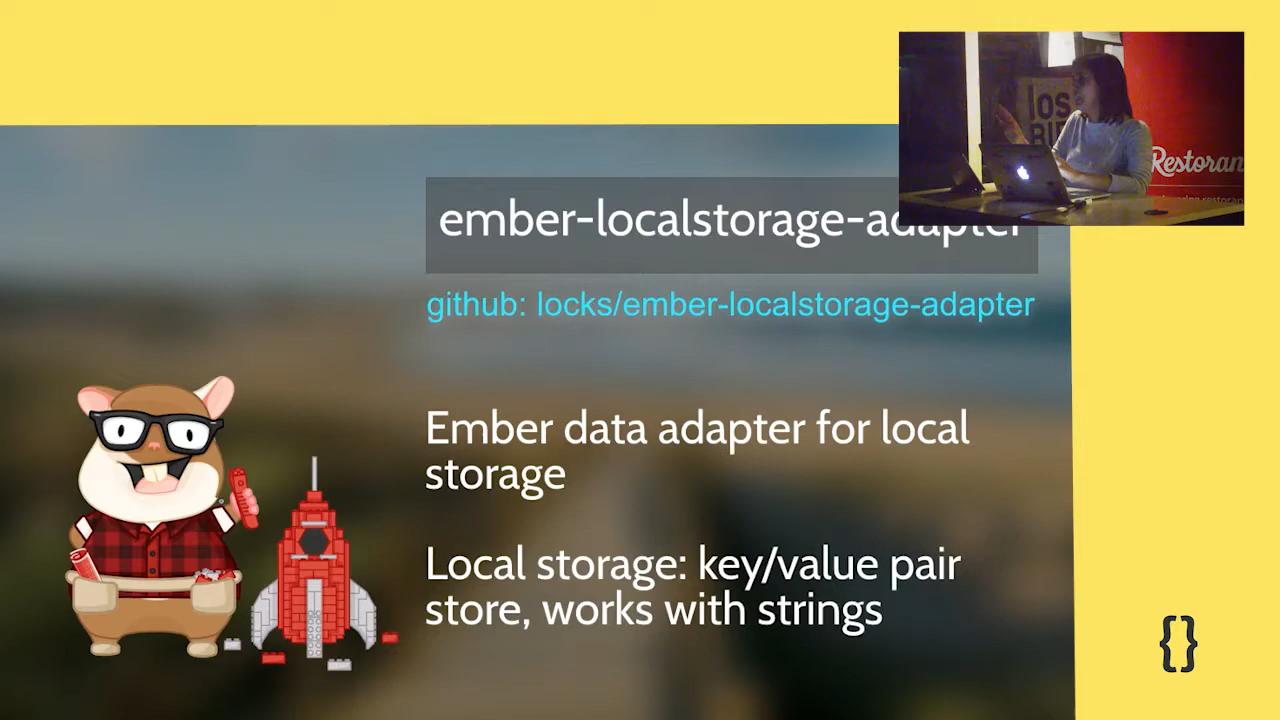 ember-localstorage-adapter
github: locks/ember-localstorage-adapter
Ember data adapter for local
storage
Local storage: key/value pair
store, works with strings
{}
los
Restoran